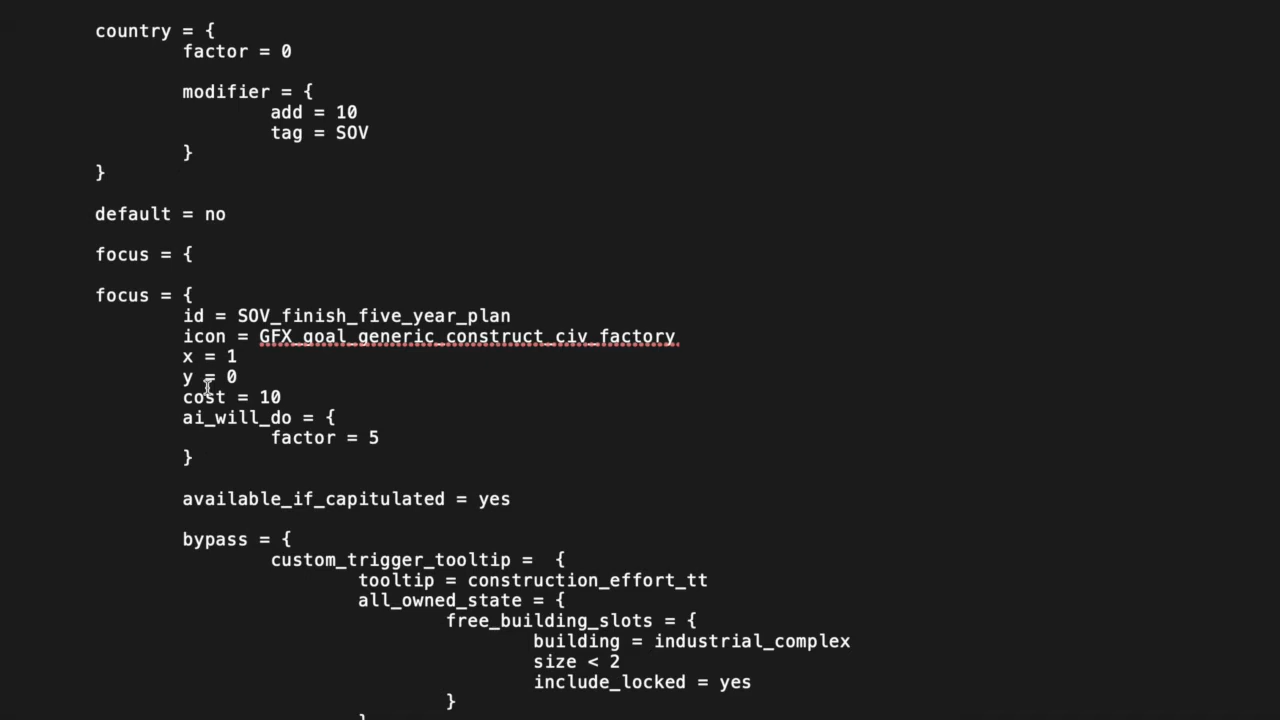 country = {
factor = 0
modifier = {
add = 10
tag = SOV
}
}
default = no
focus = {
focus = {
id = SOV_finish_five_year_plan
icon = GFX_goal_generic_construct_civ_factory
x = 1
y = 0
cost = 10
ai_will_do = {
factor = 5
}
available_if_capitulated = yes
bypass = {
custom_trigger_tooltip =  {
tooltip = construction_effort_tt
all_owned_state = {
free_building_slots = {
building = industrial_complex
size < 2
include_locked = yes
}
}